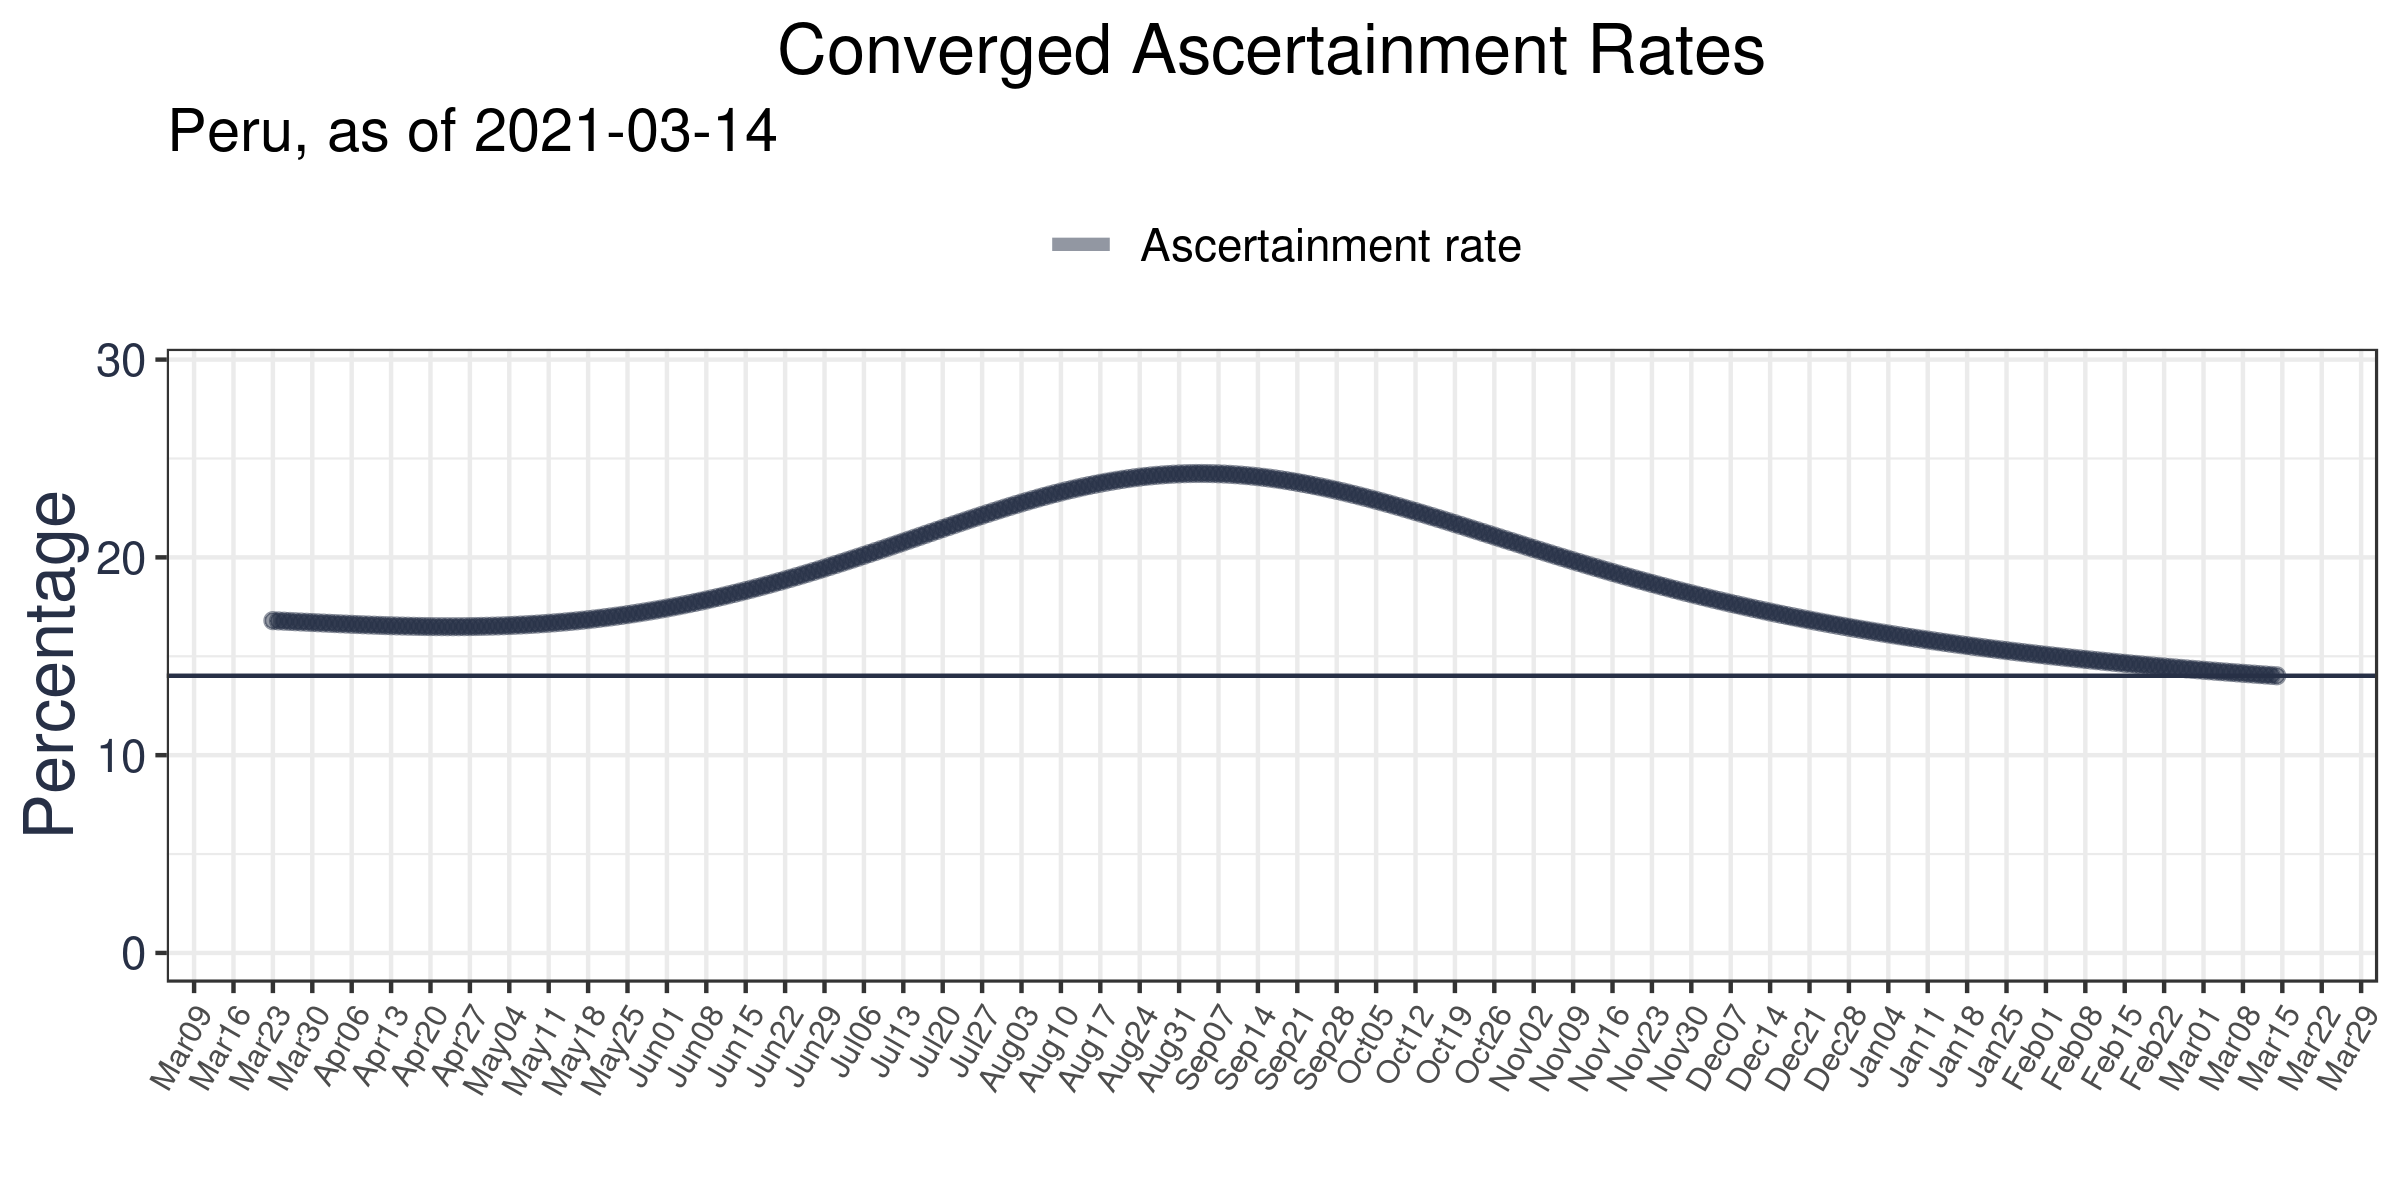 Converged Ascertainment Rates
Peru, as of 2021-03-14
Ascertainment rate
Percentage
30
20
10
0
Mar09 Mar16 Mar23 Mar30 Apr06 Apr13 Apr20 Apr27 May04 May11 May18 May25 Jun01 Jun08 Jun15 Jun22 Jun29 Jul06 Jul13 Jul20 Jul27 Aug03 Aug10 Aug17 Aug24 Aug31 Sep07 Sep14 Sep21 Sep28 Oct05 Oct12 Oct19 Oct26 Nov02 Nov09 Nov16 Nov23 Nov30 Dec07 Dec14 Dec21 Dec28 Jan04 Jan11 Jan18 Jan25 Feb01 Feb08 Feb15 Feb22 Mar01 Mar08 Mar15 Mar22 Mar29